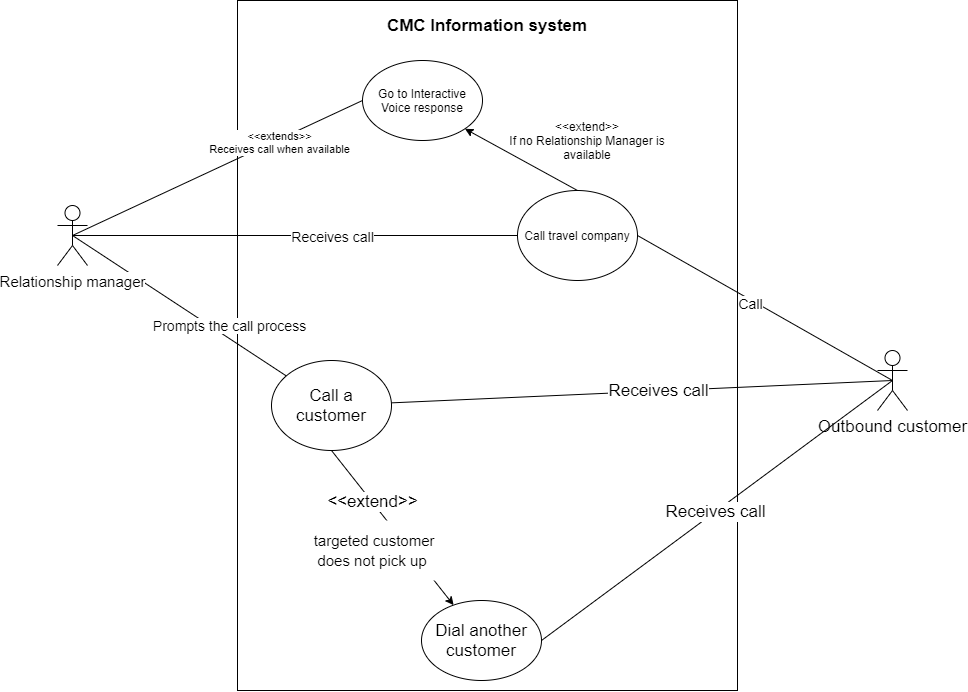 CMC Information system
Go to Interactive
Voice response
<<extend>>
If no Relationship Manager is
available
<<extends>>
Receives call when available
Receives call
Call travel company
Relationship manager
Call
Prompts the call process
Call a
customer
Receives call
Outbound customer
<<extend>>
targeted customer
does not pick up
Receives call
Dial another
customer